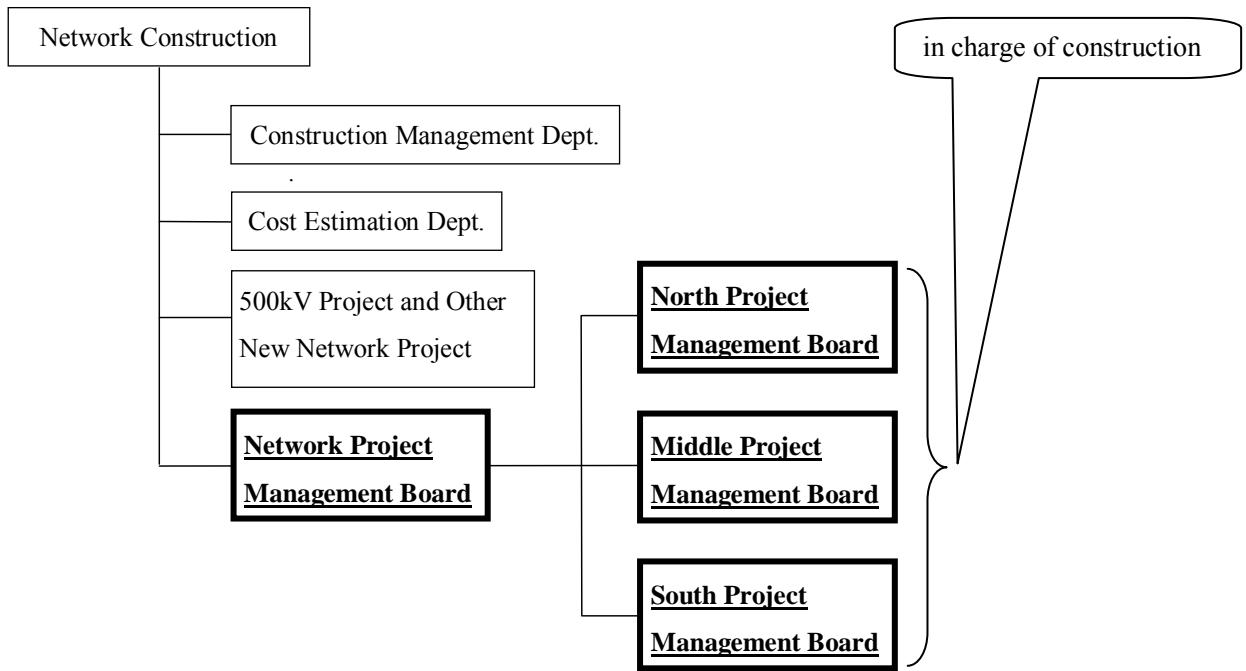 Network Construction
in charge of construction
Construction Management Dept.
.
Cost Estimation Dept.
500kV Project and Other
New Network Project
Network Project
Management Board
North Project
Management Board
Middle Project
Management Board
South Project
Management Board